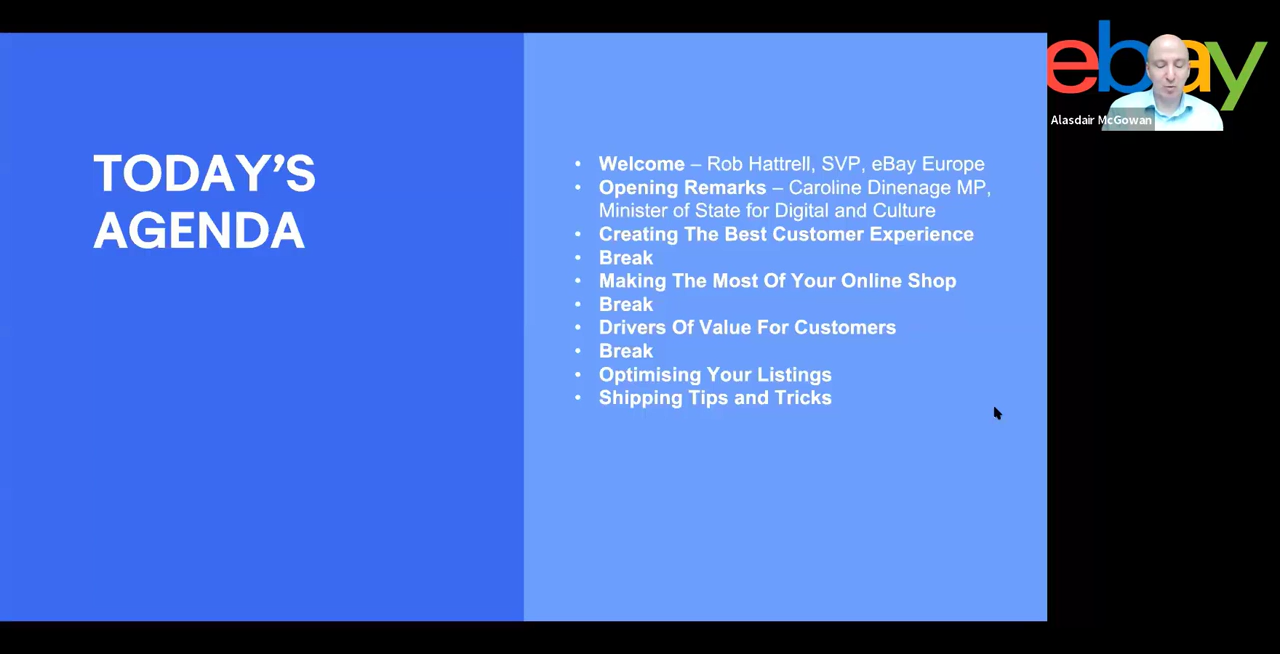 TODAY’S
AGENDA
• Welcome – Rob Hattrell, SVP, eBay Europe
• Opening Remarks – Caroline Dinenage MP,
Minister of State for Digital and Culture
• Creating The Best Customer Experience
• Break
• Making The Most Of Your Online Shop
• Break
• Drivers Of Value For Customers
• Break
• Optimising Your Listings
• Shipping Tips and Tricks
ebay
Alasdair McGowan